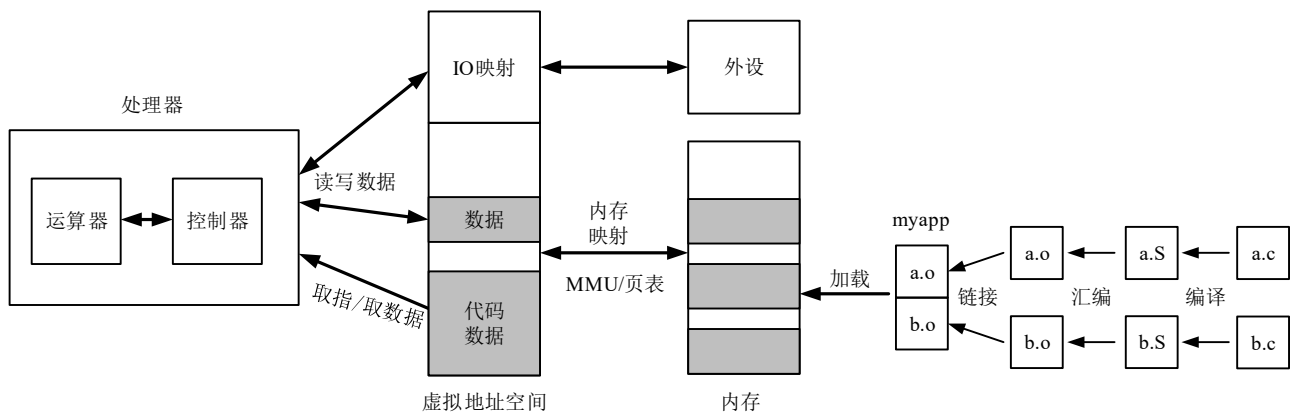 处理器
运算器
控制器
读写数据
取指/取数据
IO映射
数据
代码
数据
虚拟地址空间
内存
映射
MMU/页表
外设
内存
加载
myapp
a.o
b.o
链接
a.o
b.o
汇编
a.S
b.S
编译
a.c
b.c